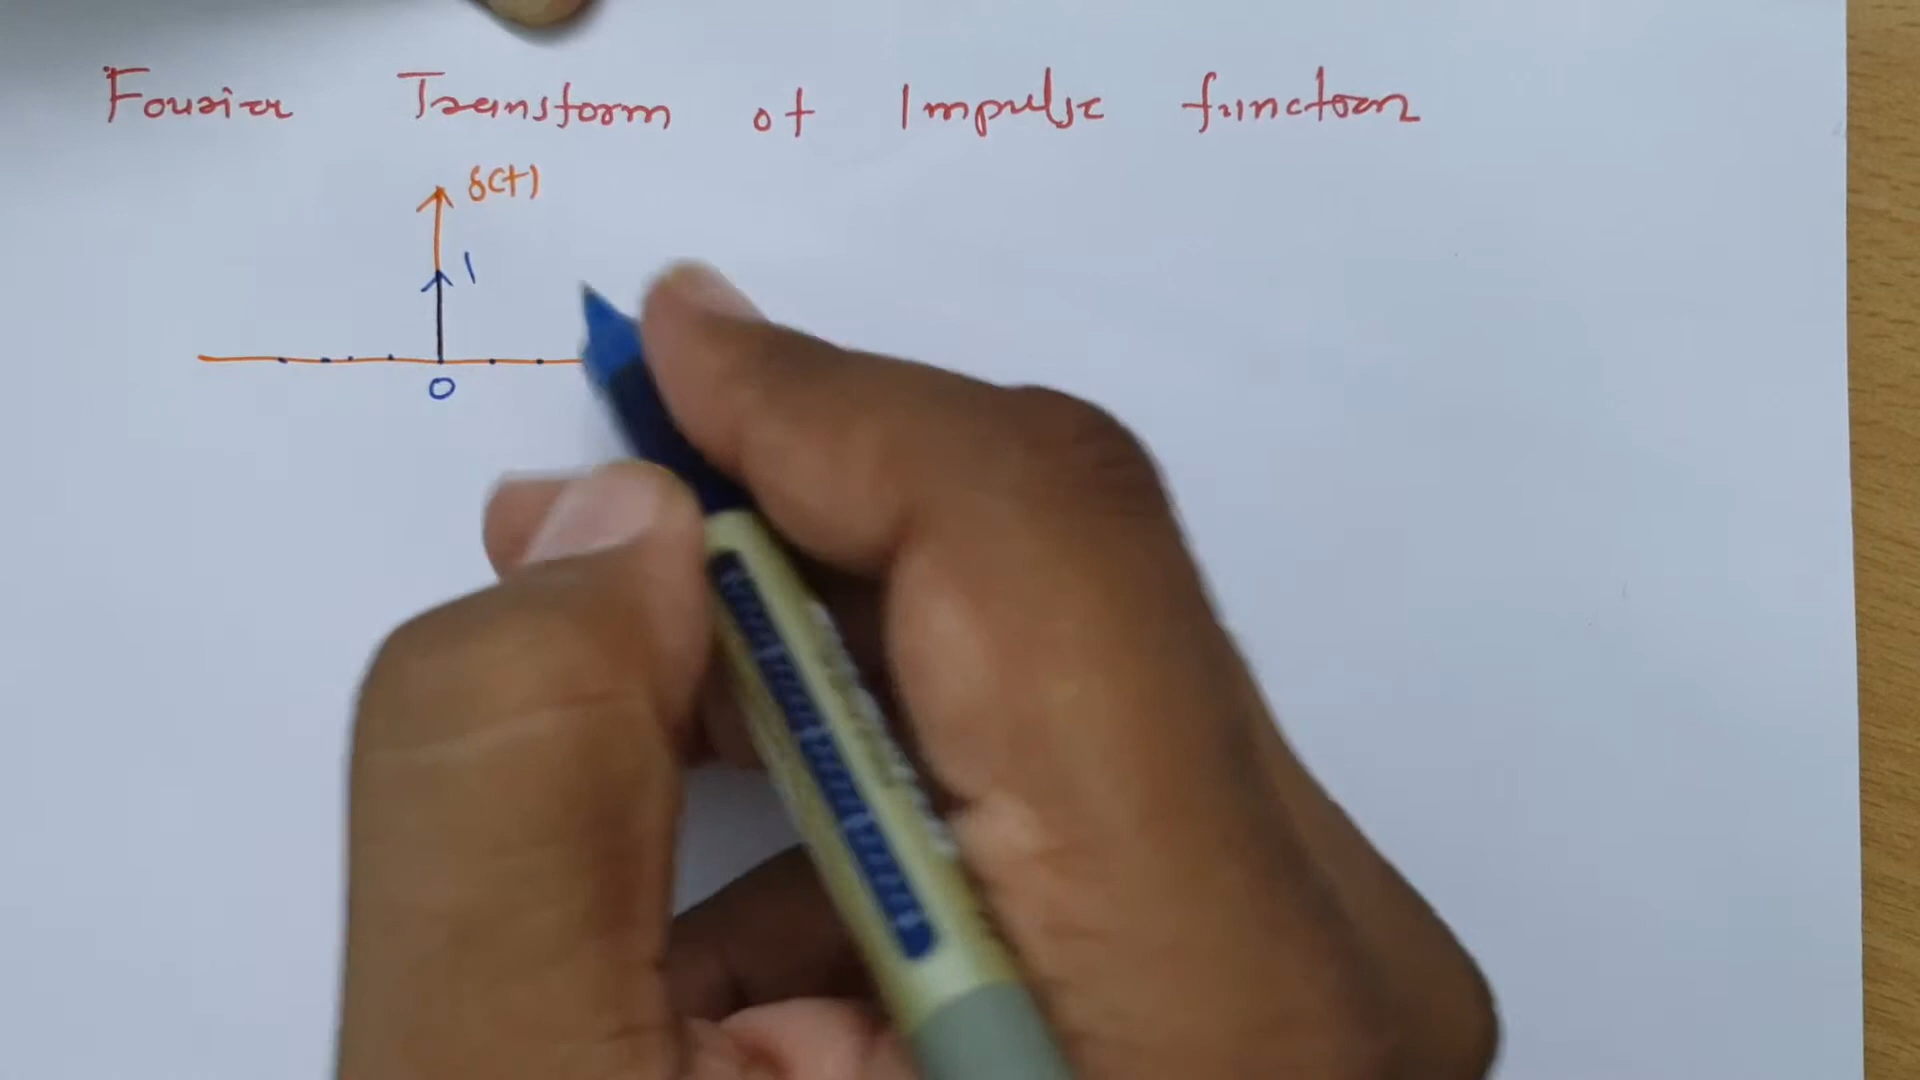 Fourier Transform of Impulse function
δ(t)
1
0